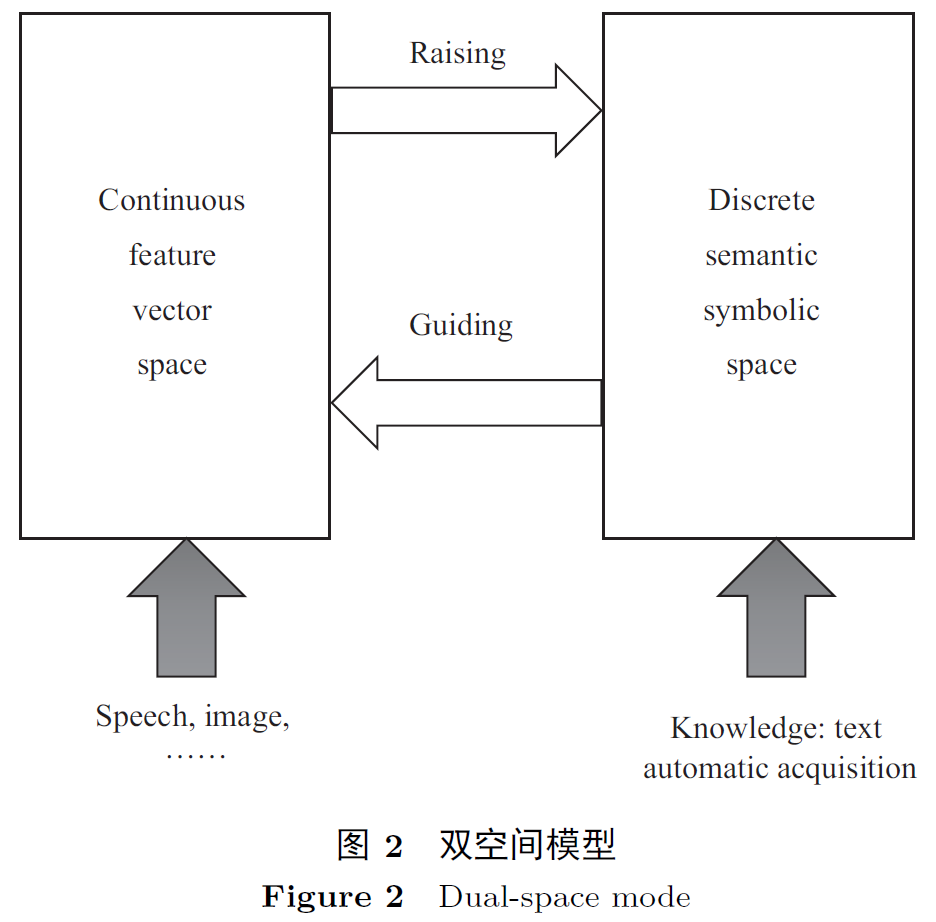 Raising
Continuous
feature
vector
space
Discrete
semantic
symbolic
space
Guiding
Speech, image,
……
Knowledge: text
automatic acquisition
图 2 双空间模型
Figure 2 Dual-space mode